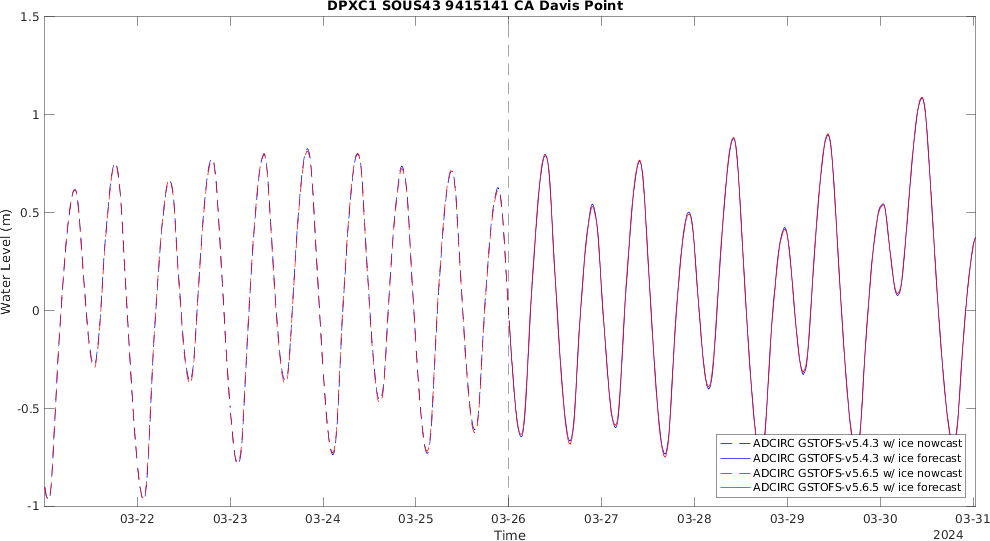 DPXC1 SOUS43 9415141 CA Davis Point
1.5
1
0.5
0
-0.5
-1
Water Level (m)
03-22
03-23
03-24
03-25
03-26
03-27
03-28
03-29
03-30
03-31
Time
2024
ADCIRC GSTOFS-v5.4.3 w/ ice nowcast
ADCIRC GSTOFS-v5.4.3 w/ ice forecast
ADCIRC GSTOFS-v5.6.5 w/ ice nowcast
ADCIRC GSTOFS-v5.6.5 w/ ice forecast